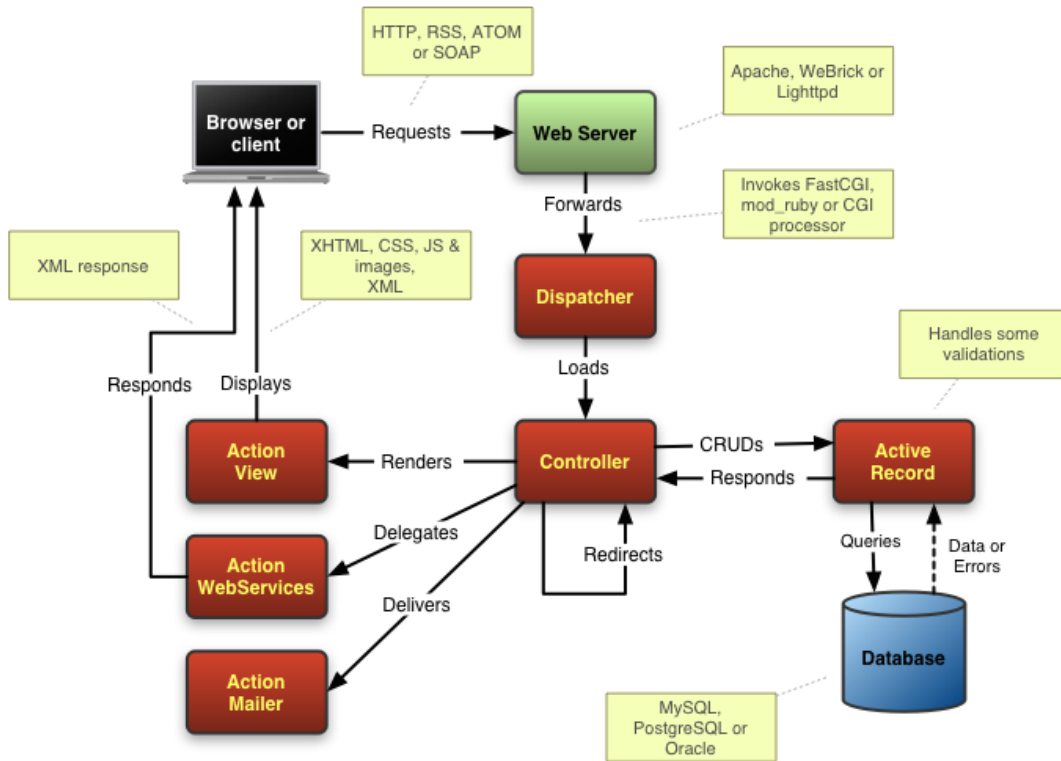 HTTP, RSS, ATOM
or SOAP
Apache, WeBrick or
Lighttpd
Browser or
client
Requests
Web Server
Invokes FastCGI,
mod_ruby or CGI
processor
Forwards
XML response
XHTML, CSS, JS &
images,
XML
Dispatcher
Handles some
validations
Loads
Responds
Displays
Action
View
Renders
Controller
CRUDs
Responds
Active
Record
Delegates
Redirects
Queries
Data or
Errors
Action
WebServices
Delivers
Action
Mailer
Database
MySQL,
PostgreSQL or
Oracle